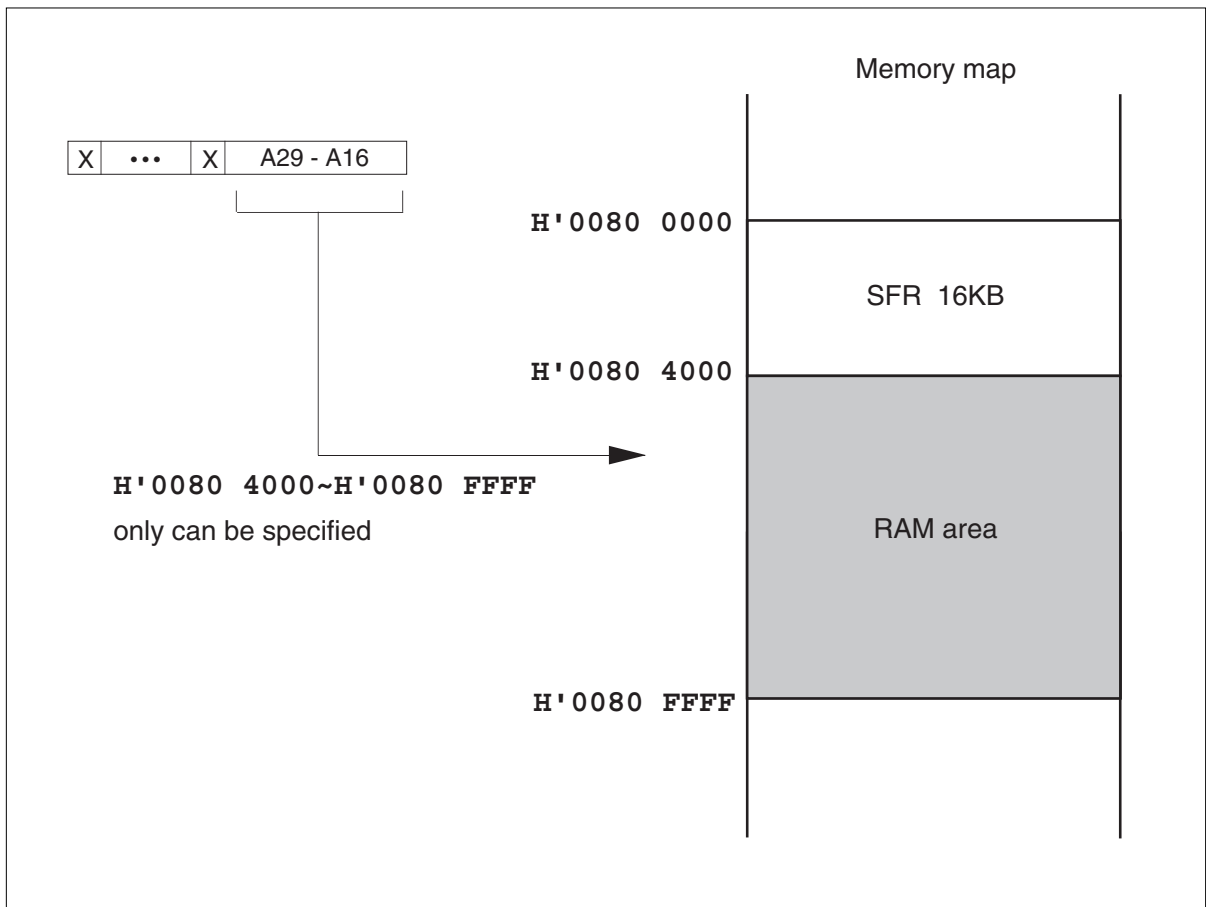 Memory map
X ••• X A29 - A16
H'0080 0000
SFR 16KB
H'0080 4000
H'0080 4000~H'0080 FFFF
only can be specified
RAM area
H'0080 FFFF